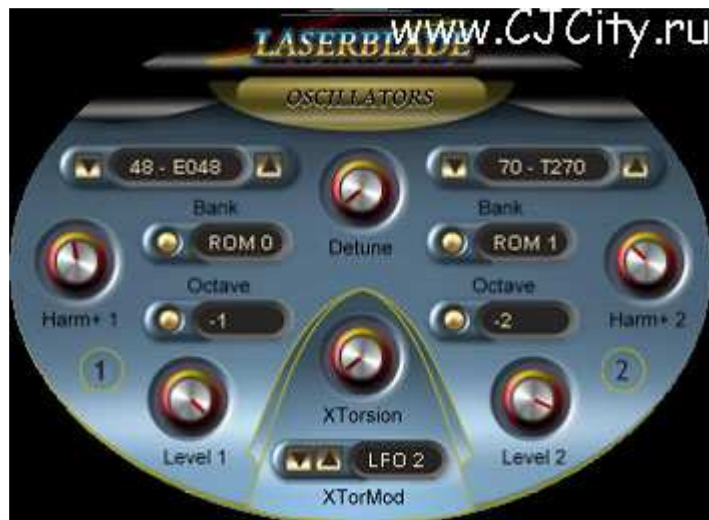 www.CJCity.ru
LASERBLADE
OSCILLATORS
48 - E048
70 - T270
Bank
Bank
ROM 0
Detune
ROM 1
Octave
Octave
Harm+ 1
-1
-2
Harm+ 2
1
2
XTorsion
Level 1
LFO 2
Level 2
XTorMod